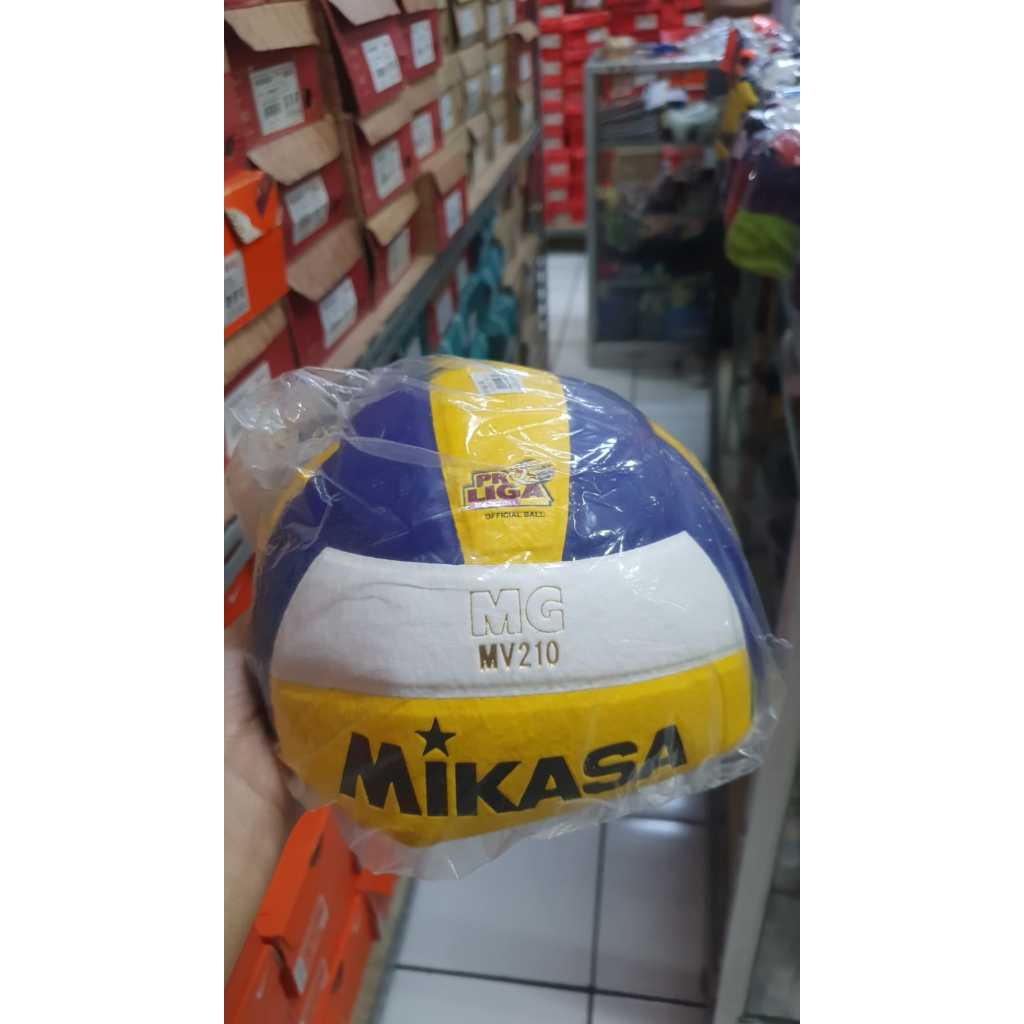 PRO
LIGA
OFFICIAL BALL
MG
MV210
MIKASA